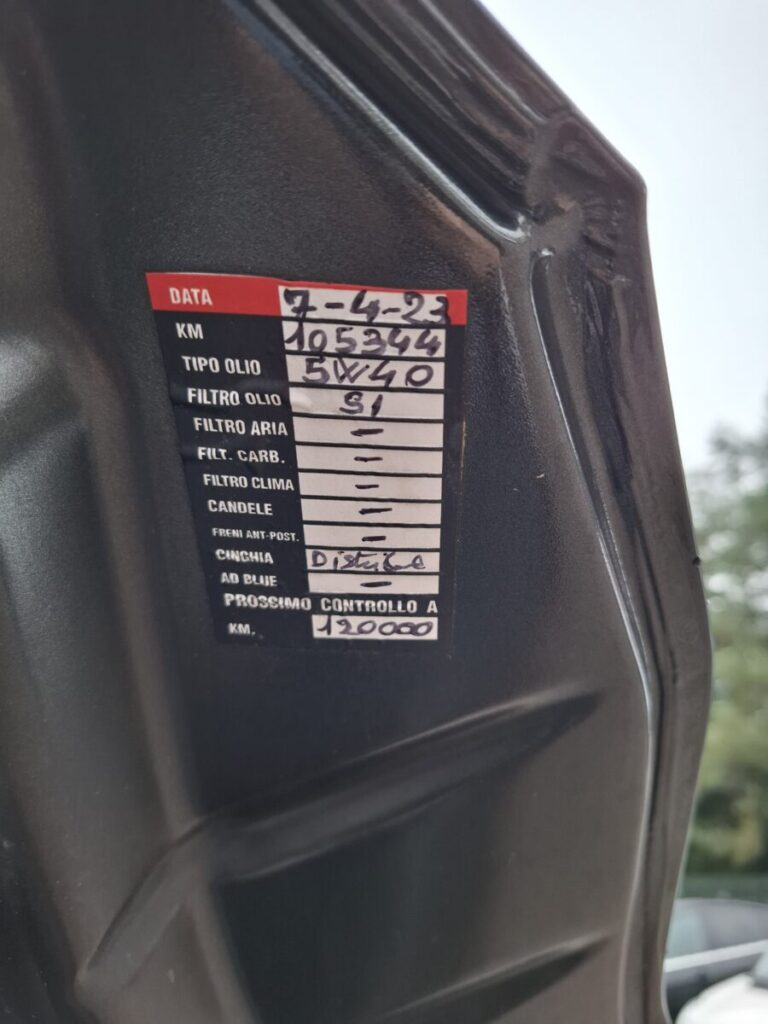 DATA 7-4-23
KM 105344
TIPO OLIO 5W40
FILTRO OLIO SI
FILTRO ARIA -
FILT. CARB. -
FILTRO CLIMA -
CANDELE -
FRENI ANT-POST. -
CINGHIA
AD BLUE -
PROSSIMO CONTROLLO A
KM. 120000